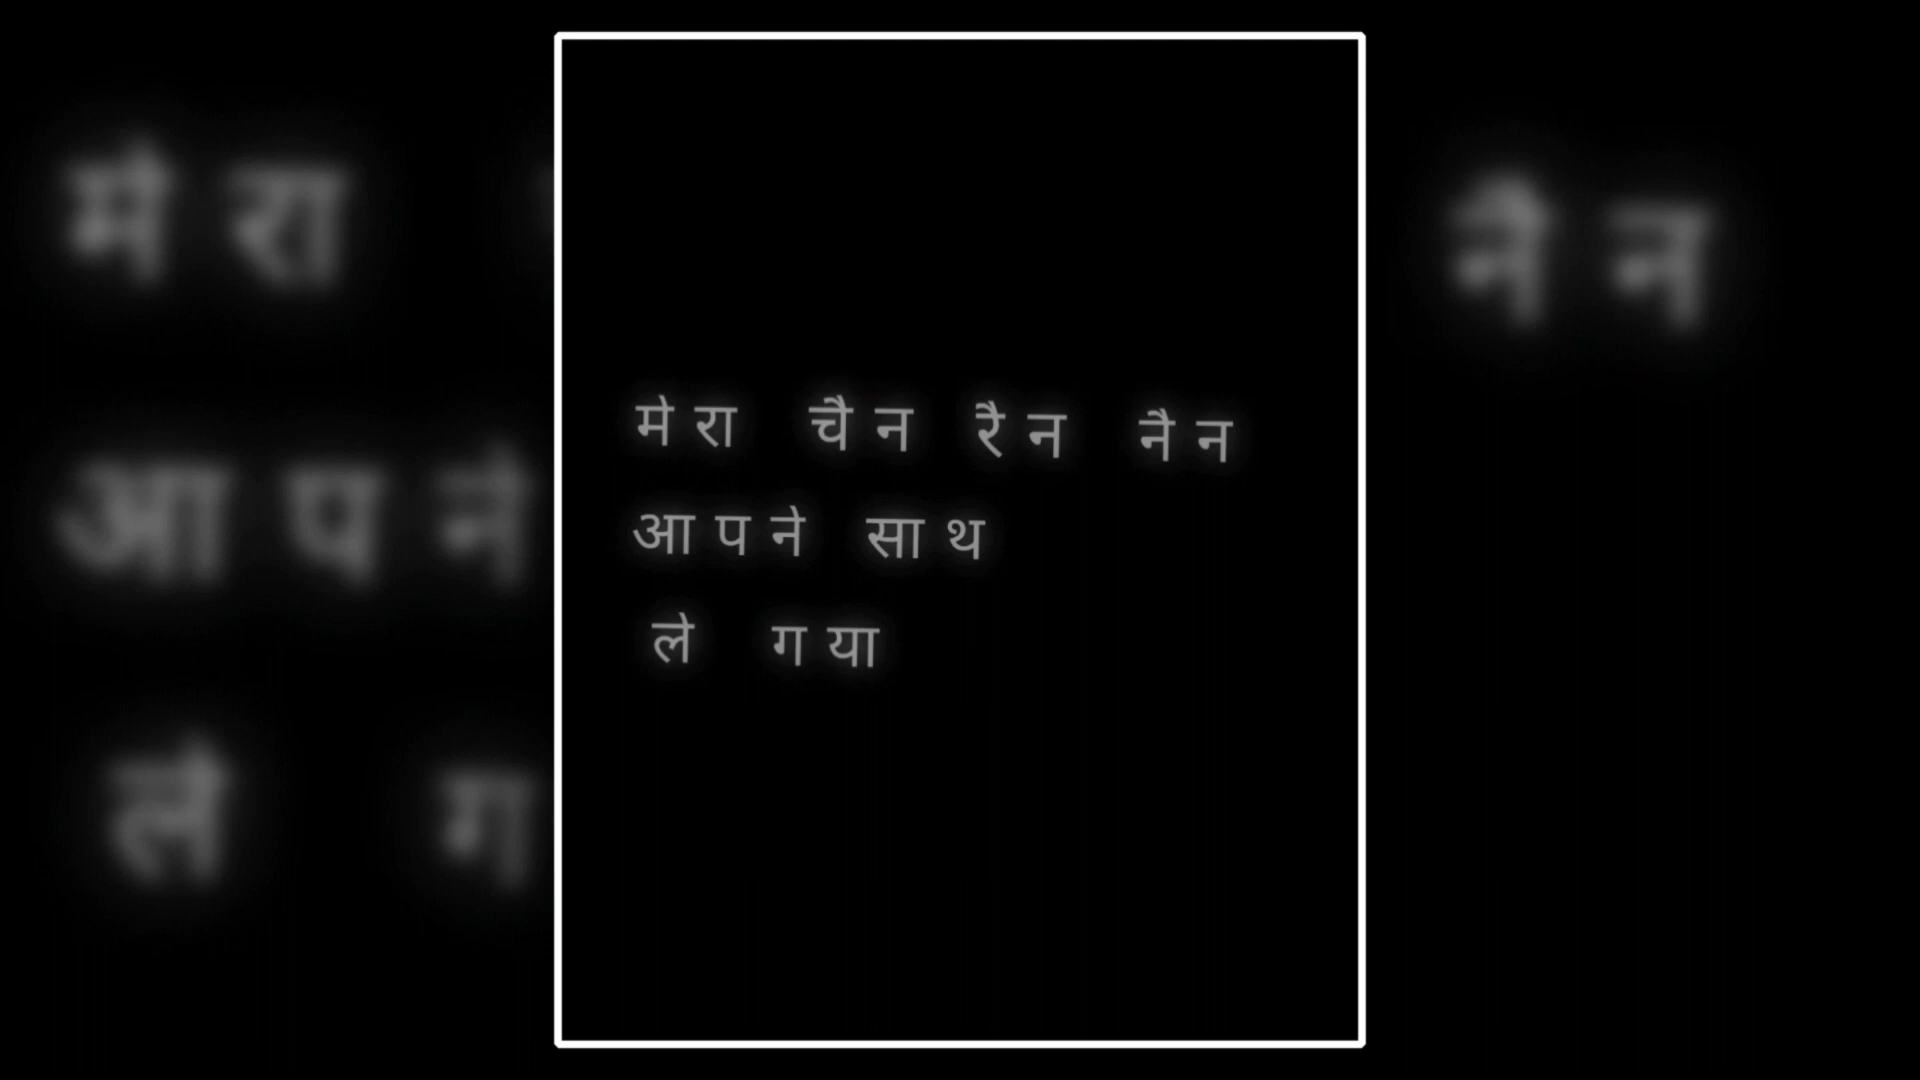 मेरा चैन रैन नैन
आपने साथ
ले गया